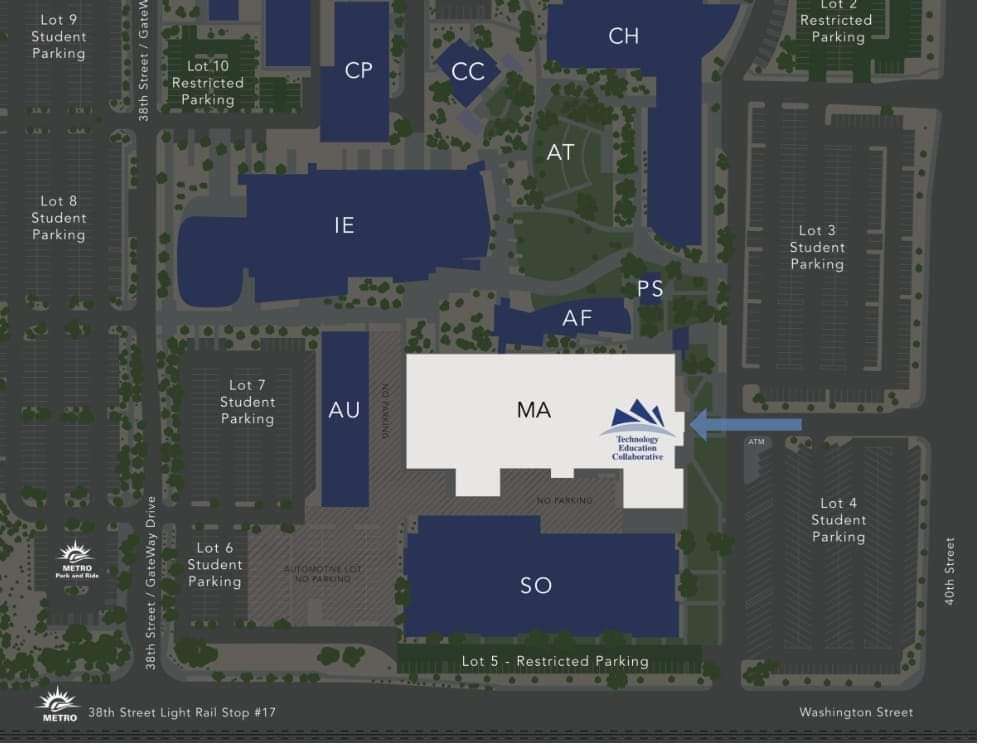 Lot 9
Student
Parking
38th Street / GateW
Lot 10
Restricted
Parking
CP
CC
CH
Lot 2
Restricted
Parking
AT
Lot 8
Student
Parking
IE
Lot 3
Student
Parking
PS
AF
Lot 7
Student
Parking
AU
NO PARKING
MA
Technology
Education
Collaborative
ATM
NO PARKING
Lot 4
Student
Parking
38th Street / GateWay Drive
METRO
Park and Ride
Lot 6
Student
Parking
AUTOMOTIVE LOT
NO PARKING
SO
40th Street
Lot 5 - Restricted Parking
METRO
38th Street Light Rail Stop #17
Washington Street